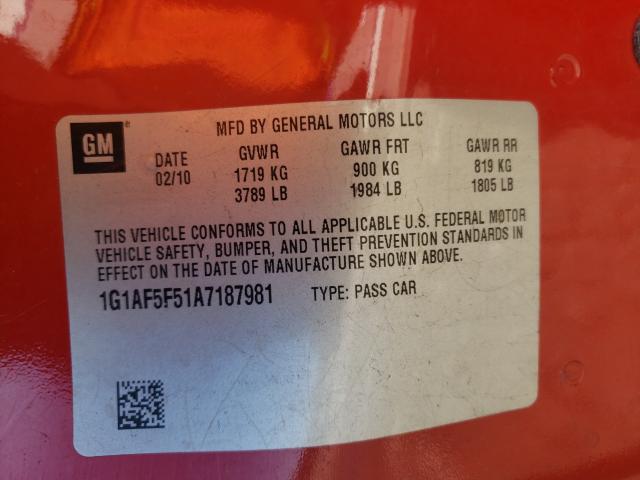 GM
MFD BY GENERAL MOTORS LLC
DATE GVWR GAWR FRT GAWR RR
02/10 1719 KG 900 KG 819 KG
3789 LB 1984 LB 1805 LB
THIS VEHICLE CONFORMS TO ALL APPLICABLE U.S. FEDERAL MOTOR
VEHICLE SAFETY, BUMPER, AND THEFT PREVENTION STANDARDS IN
EFFECT ON THE DATE OF MANUFACTURE SHOWN ABOVE.
1G1AF5F51A7187981 TYPE: PASS CAR